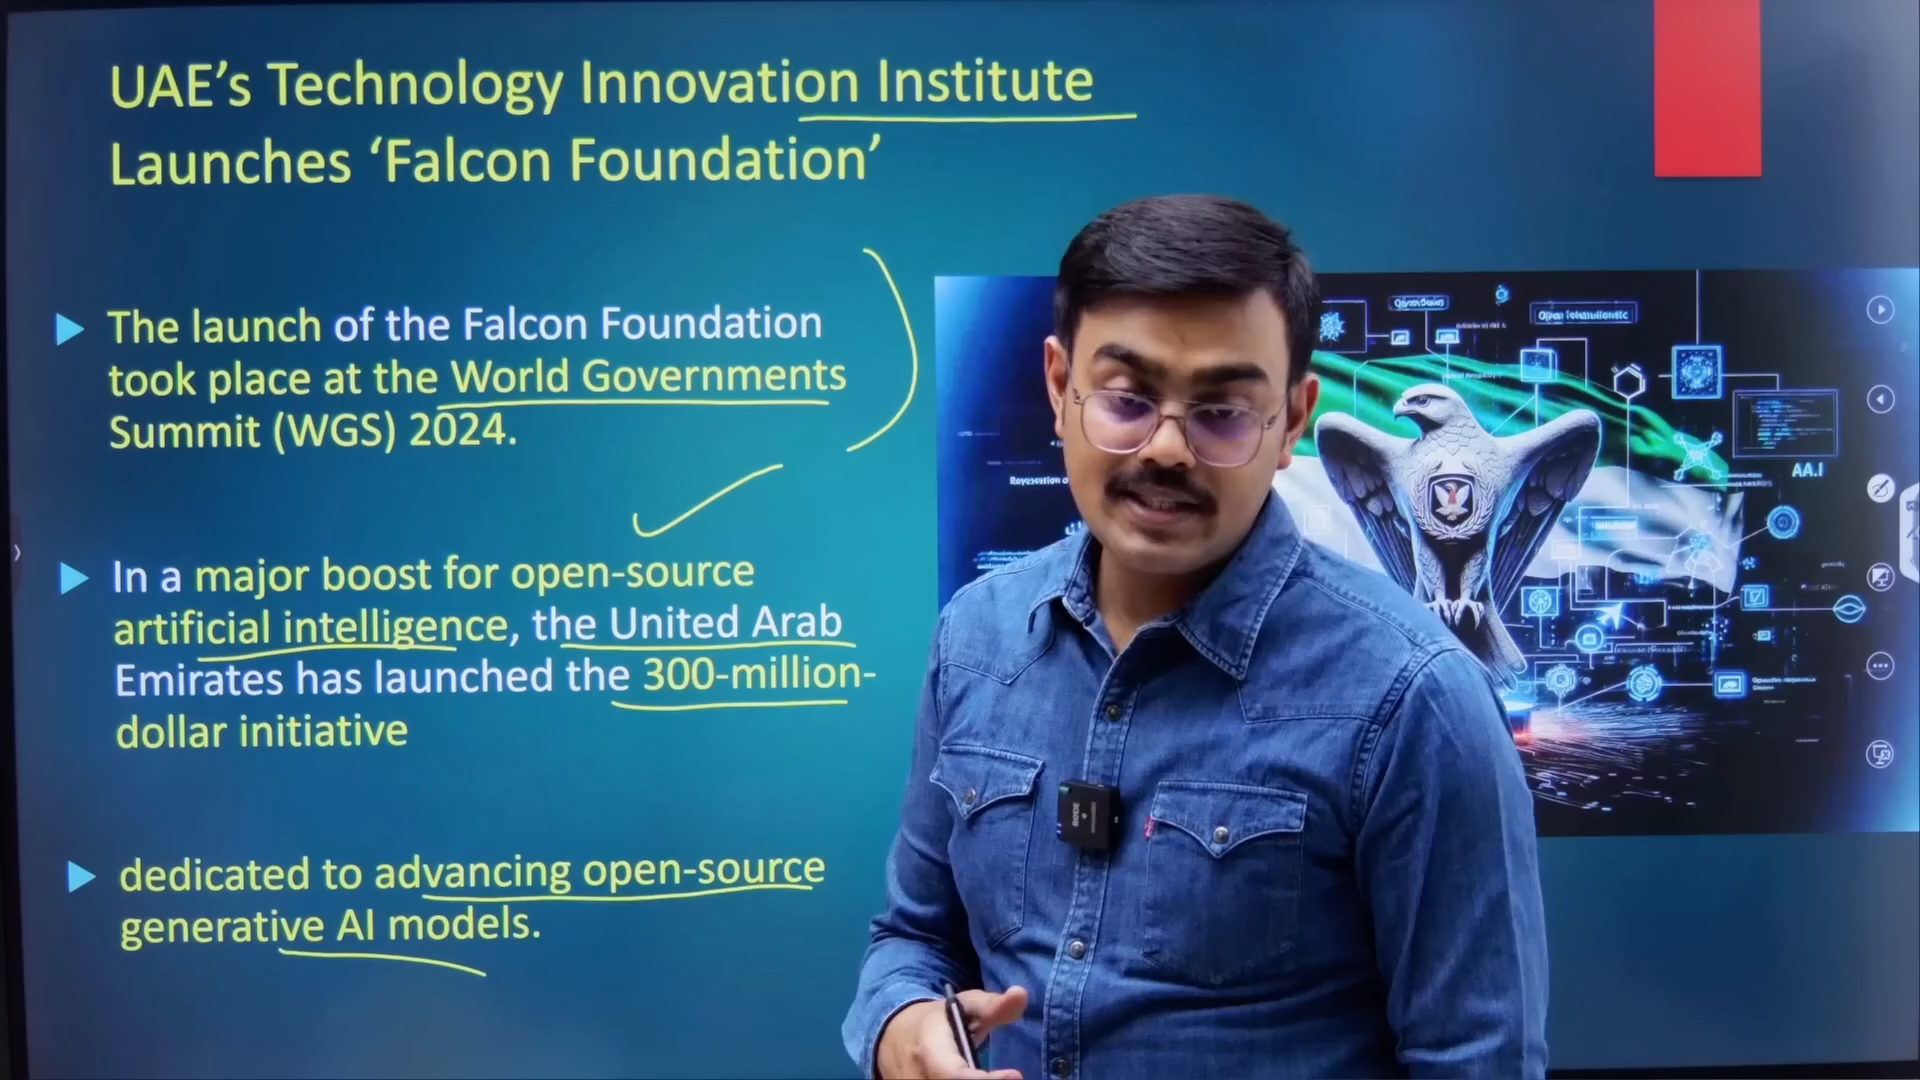 UAE’s Technology Innovation Institute
Launches ‘Falcon Foundation’
The launch of the Falcon Foundation
took place at the World Governments
Summit (WGS) 2024.
In a major boost for open-source
artificial intelligence, the United Arab
Emirates has launched the 300-million-
dollar initiative
dedicated to advancing open-source
generative AI models.
AA.I
RODE